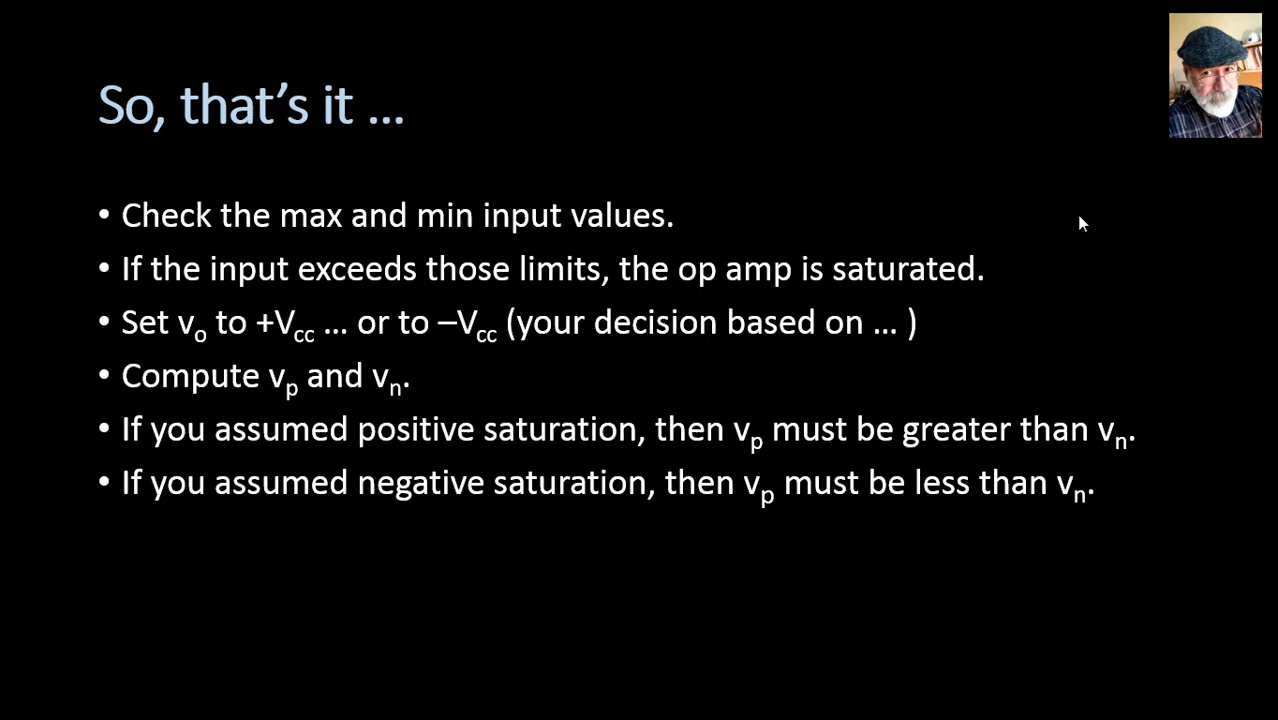 So, that's it …
• Check the max and min input values.
• If the input exceeds those limits, the op amp is saturated.
• Set vo to +Vcc … or to –Vcc (your decision based on … )
• Compute vp and vn.
• If you assumed positive saturation, then vp must be greater than vn.
• If you assumed negative saturation, then vp must be less than vn.